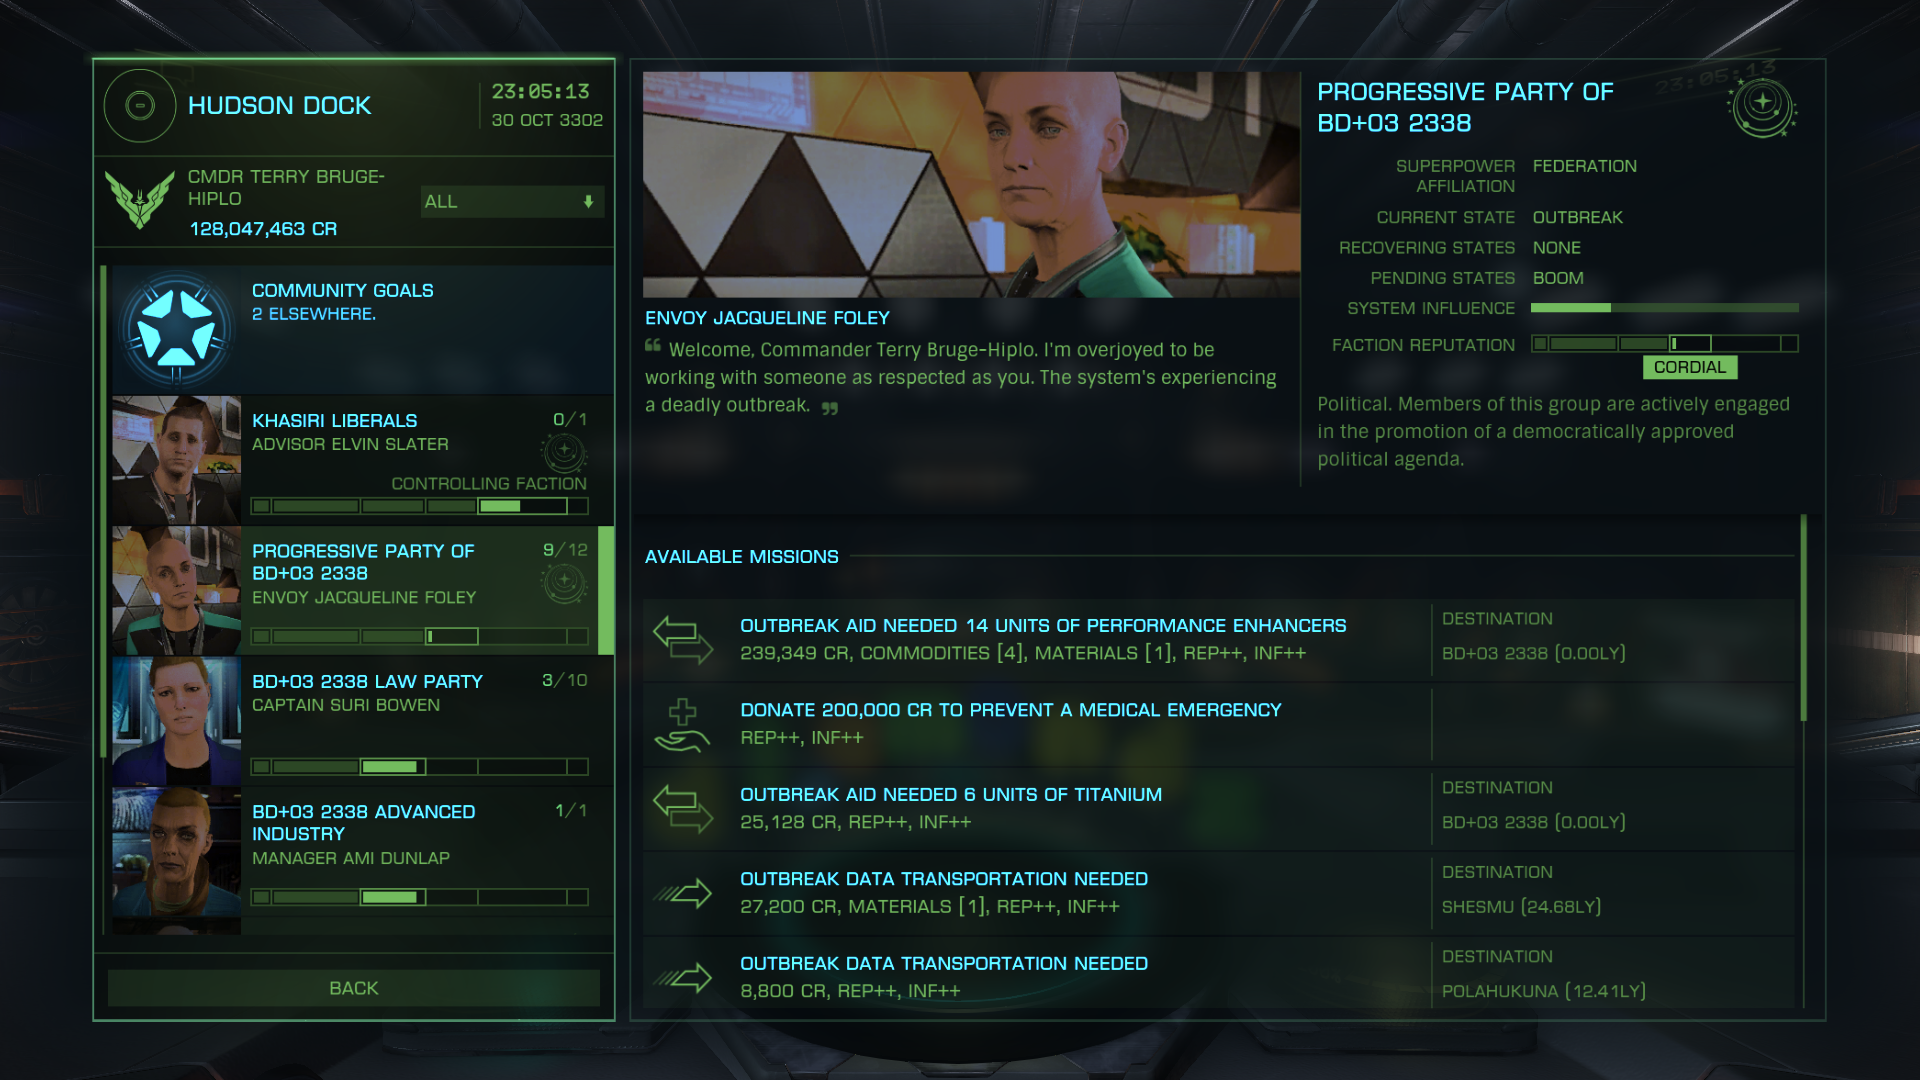 HUDSON DOCK
23:05:13
30 OCT 3302
CMDR TERRY BRUGE-
HIPLO
128,047,463 CR
ALL
COMMUNITY GOALS
2 ELSEWHERE.
KHASIRI LIBERALS
0/1
ADVISOR ELVIN SLATER
CONTROLLING FACTION
PROGRESSIVE PARTY OF
BD+03 2338
9/12
ENVOY JACQUELINE FOLEY
BD+03 2338 LAW PARTY
3/10
CAPTAIN SURI BOWEN
BD+03 2338 ADVANCED
INDUSTRY
1/1
MANAGER AMI DUNLAP
BACK
ENVOY JACQUELINE FOLEY
“ Welcome, Commander Terry Bruge-Hiplo. I'm overjoyed to be
working with someone as respected as you. The system's experiencing
a deadly outbreak. ”
PROGRESSIVE PARTY OF
BD+03 2338
23:05:13
SUPERPOWER
AFFILIATION
FEDERATION
CURRENT STATE
OUTBREAK
RECOVERING STATES
NONE
PENDING STATES
BOOM
SYSTEM INFLUENCE
FACTION REPUTATION
CORDIAL
Political. Members of this group are actively engaged
in the promotion of a democratically approved
political agenda.
AVAILABLE MISSIONS
OUTBREAK AID NEEDED 14 UNITS OF PERFORMANCE ENHANCERS
239,349 CR, COMMODITIES [4], MATERIALS [1], REP++, INF++
DESTINATION
BD+03 2338 (0.00LY)
DONATE 200,000 CR TO PREVENT A MEDICAL EMERGENCY
REP++, INF++
OUTBREAK AID NEEDED 6 UNITS OF TITANIUM
25,128 CR, REP++, INF++
DESTINATION
BD+03 2338 (0.00LY)
OUTBREAK DATA TRANSPORTATION NEEDED
27,200 CR, MATERIALS [1], REP++, INF++
DESTINATION
SHESMU (24.68LY)
OUTBREAK DATA TRANSPORTATION NEEDED
8,800 CR, REP++, INF++
DESTINATION
POLAHUKUNA (12.41LY)